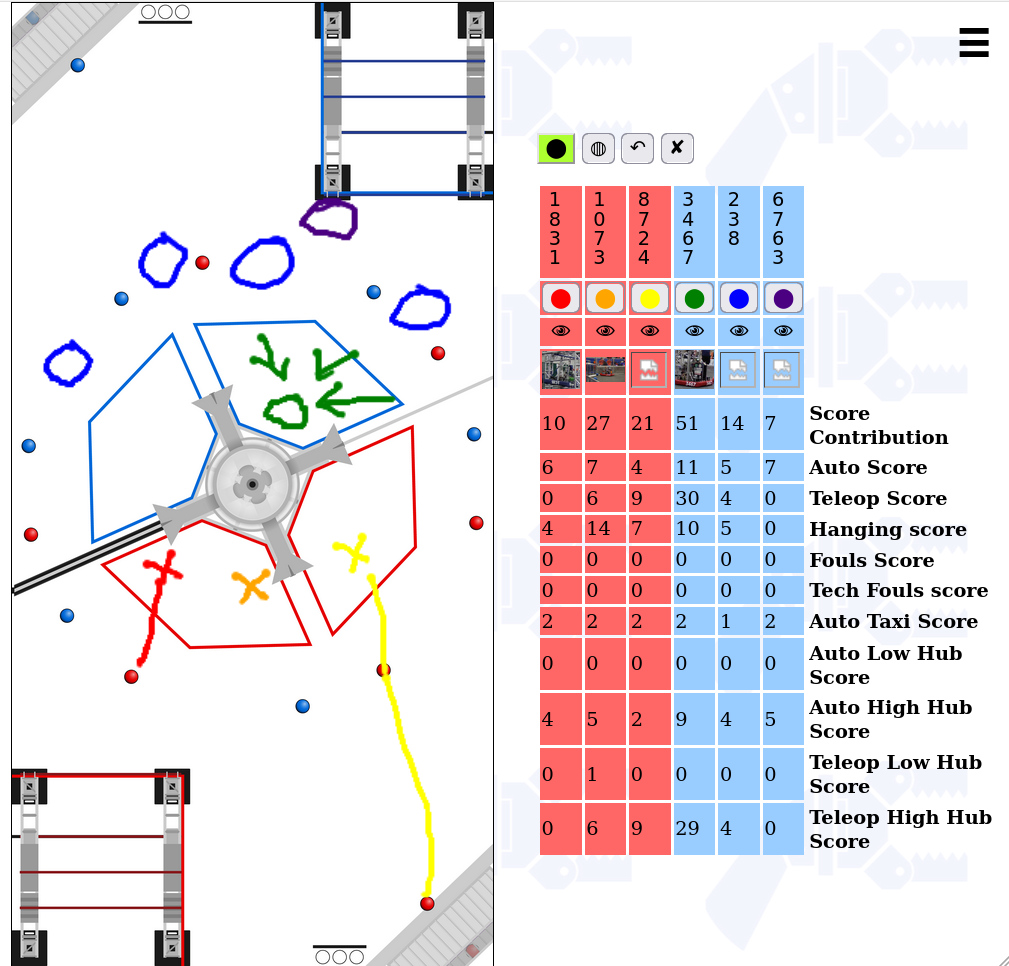 1831 1073 8724 3467 238 6763
10 27 21 51 14 7 Score Contribution
6 7 4 11 5 7 Auto Score
0 6 9 30 4 0 Teleop Score
4 14 7 10 5 0 Hanging score
0 0 0 0 0 0 Fouls Score
0 0 0 0 0 0 Tech Fouls score
2 2 2 2 1 2 Auto Taxi Score
0 0 0 0 0 0 Auto Low Hub Score
4 5 2 9 4 5 Auto High Hub Score
0 1 0 0 0 0 Teleop Low Hub Score
0 6 9 29 4 0 Teleop High Hub Score